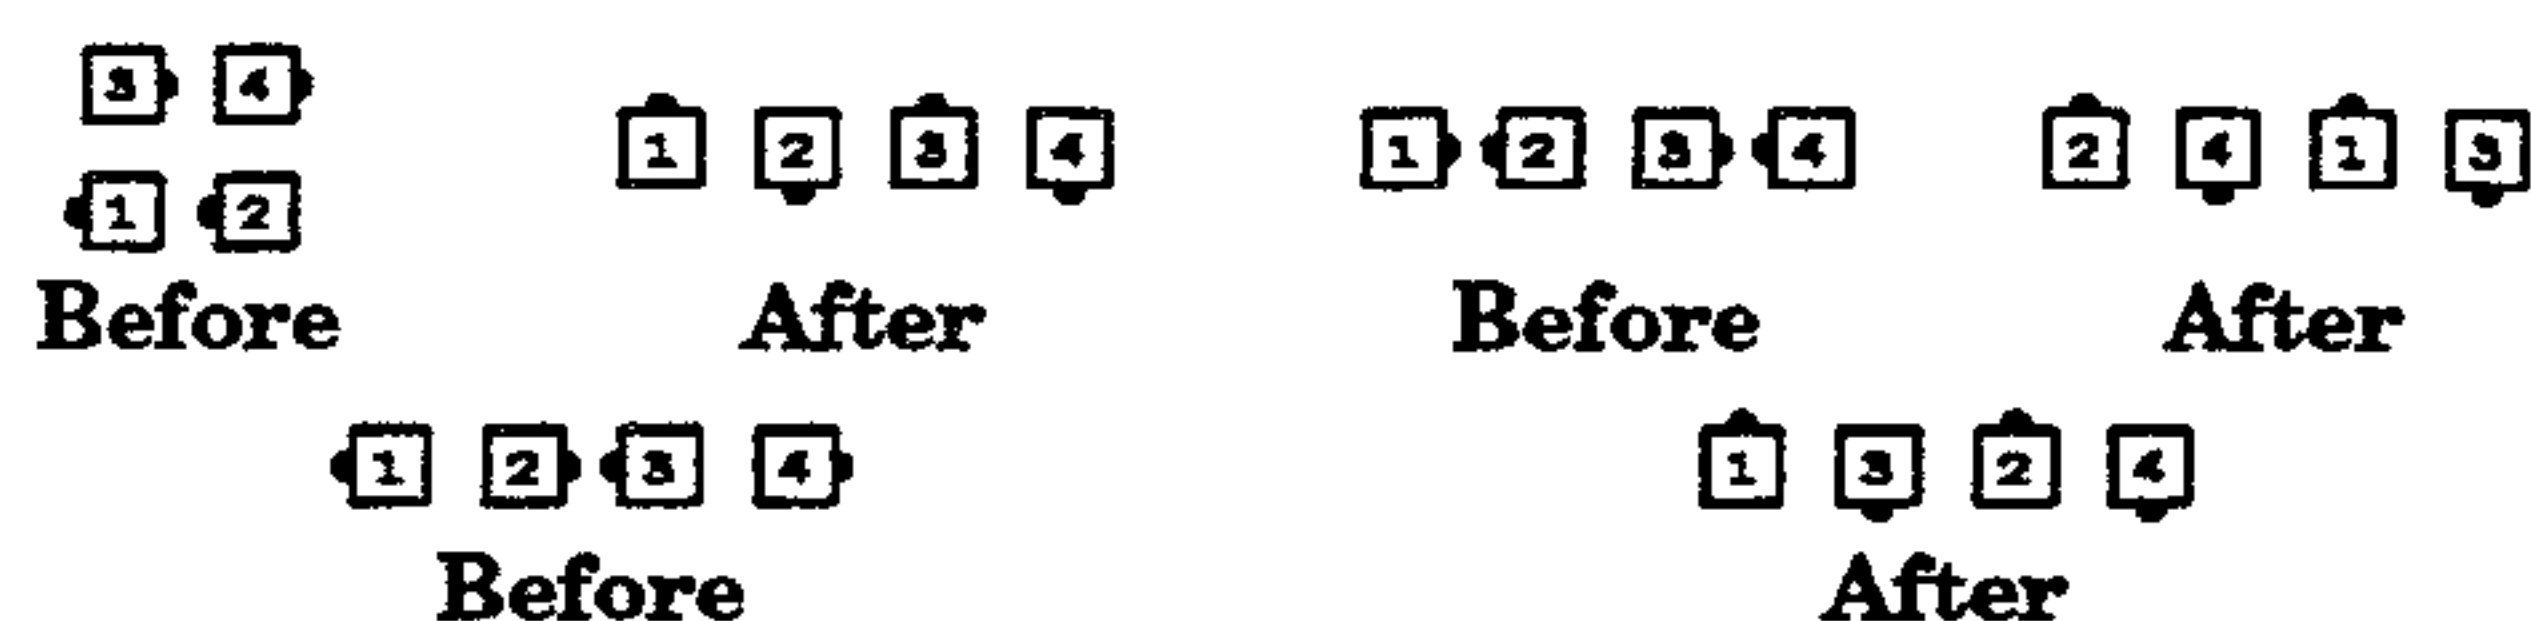 3 4
1 2 3 4 1 2 3 4 2 4 1 3
1 2
Before After Before After
1 2 3 4 1 3 2 4
Before After